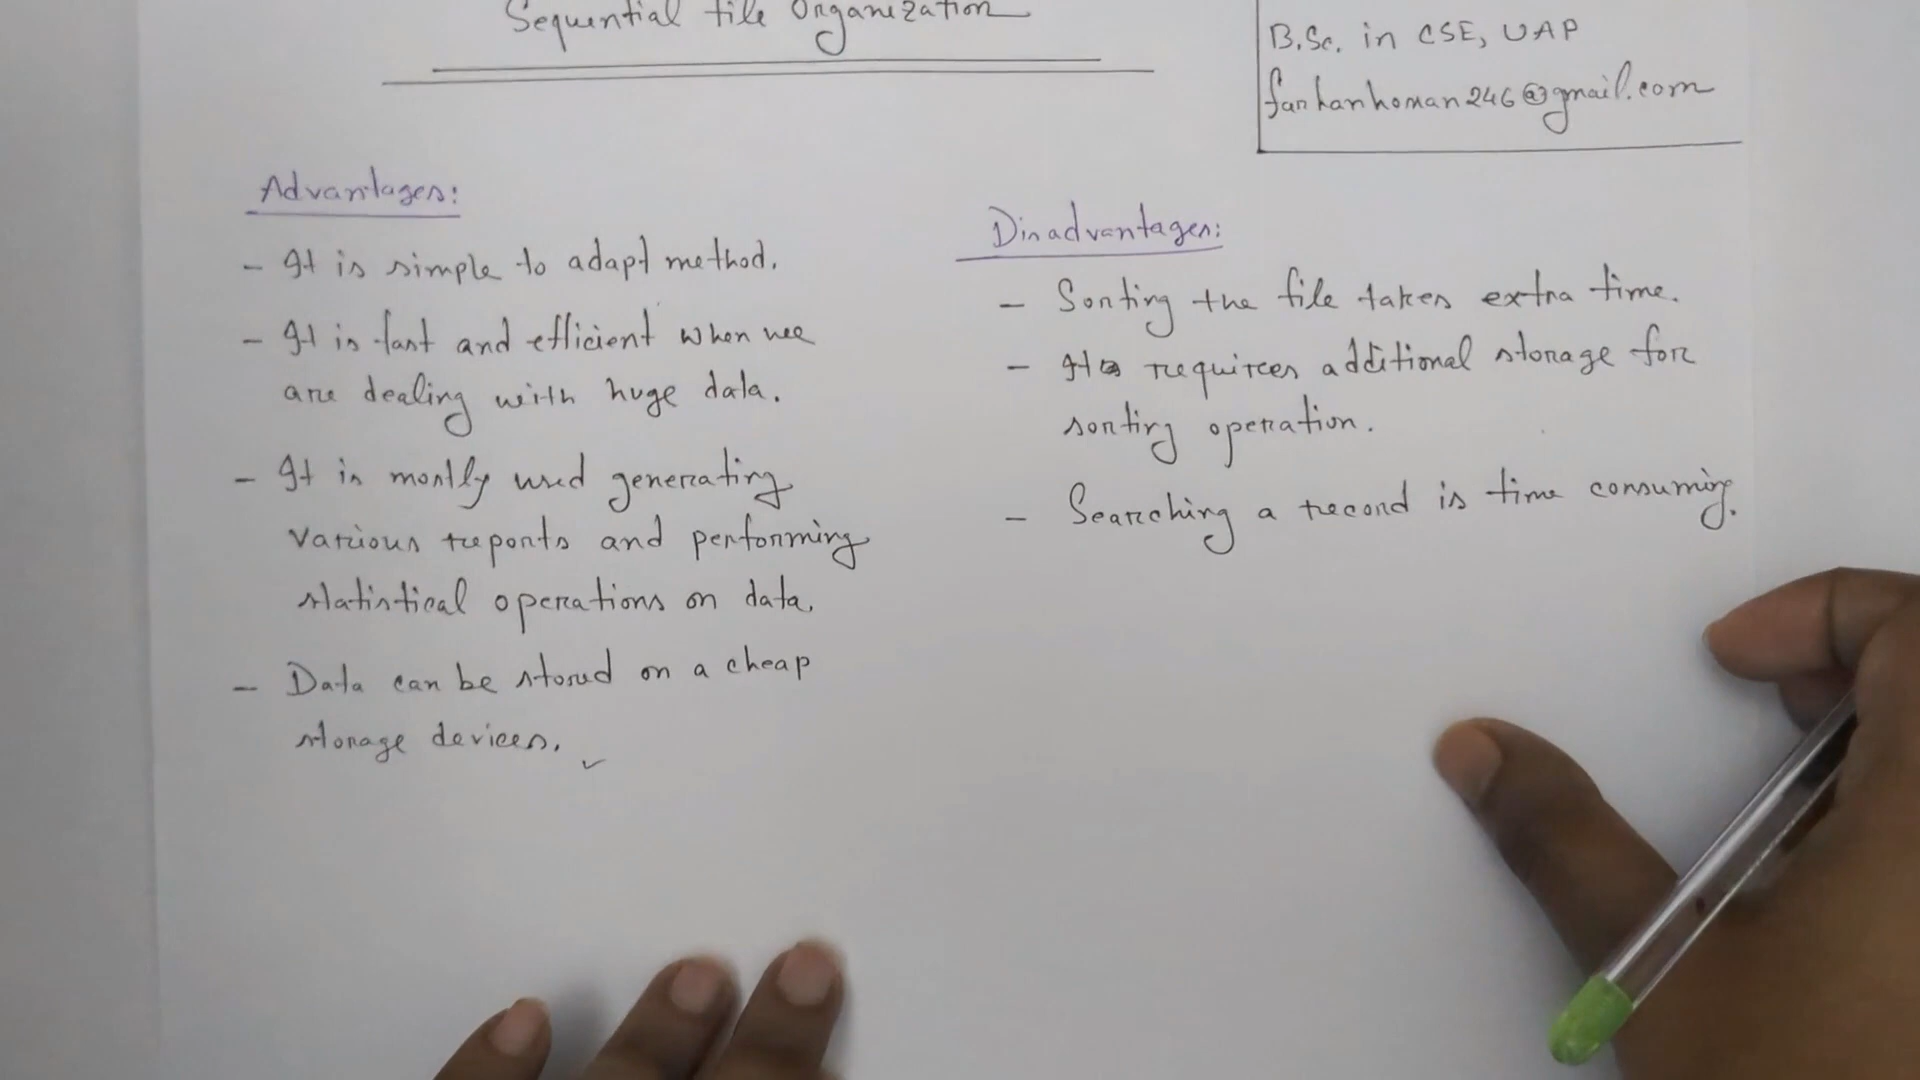 Sequential file Organization
B.Sc. in CSE, UAP
@gmail.com
Advantages:
- It is simple to adapt method.
- It is fast and efficient when we
are dealing with huge data.
- It is mostly used generating
various reports and performing
statistical operations on data.
- Data can be stored on a cheap
storage devices.
Disadvantages:
- Sorting the file takes extra time.
- It requires additional storage for
sorting operation.
- Searching a record is time consuming.